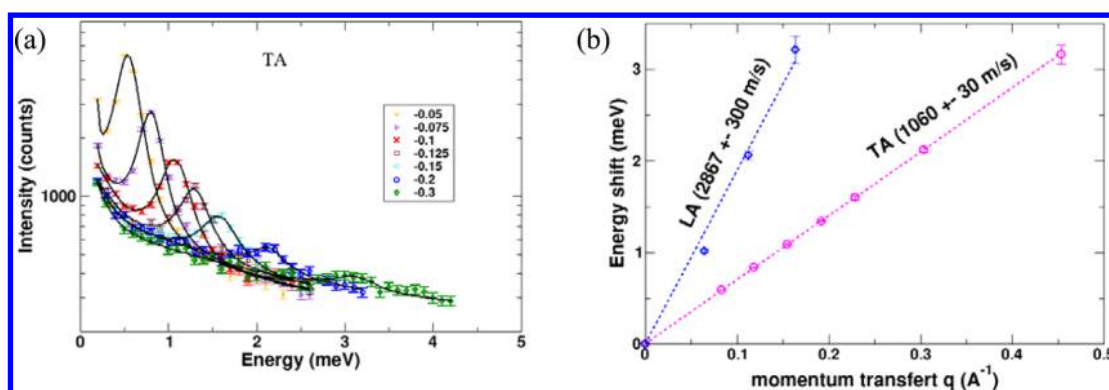 (a)
TA
-0.05
-0.075
-0.1
-0.125
-0.15
-0.2
-0.3
Intensity (counts)
1000
0 1 2 3 4 5
Energy (meV)
(b)
LA (2867 +- 300 m/s)
TA (1060 +- 30 m/s)
Energy shift (meV)
3
2
1
0
0 0.1 0.2 0.3 0.4 0.5
momentum transfert q (A⁻¹)